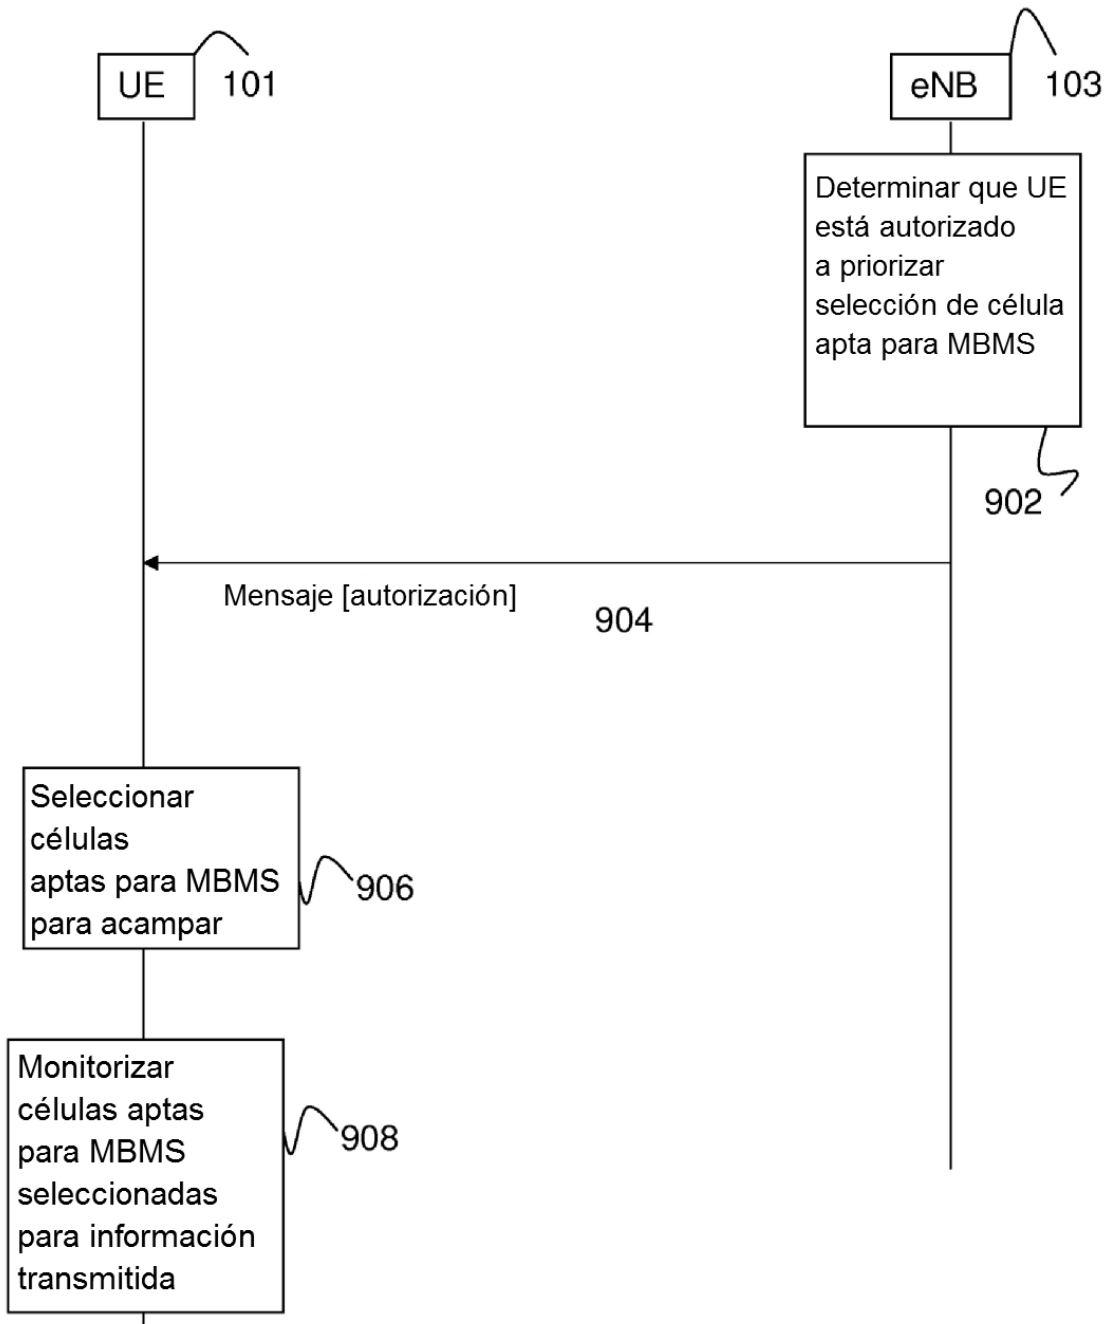 UE
101
eNB
103
Determinar que UE
está autorizado
a priorizar
selección de célula
apta para MBMS
902
Mensaje [autorización]
904
Seleccionar
células
aptas para MBMS
para acampar
906
Monitorizar
células aptas
para MBMS
seleccionadas
para información
transmitida
908